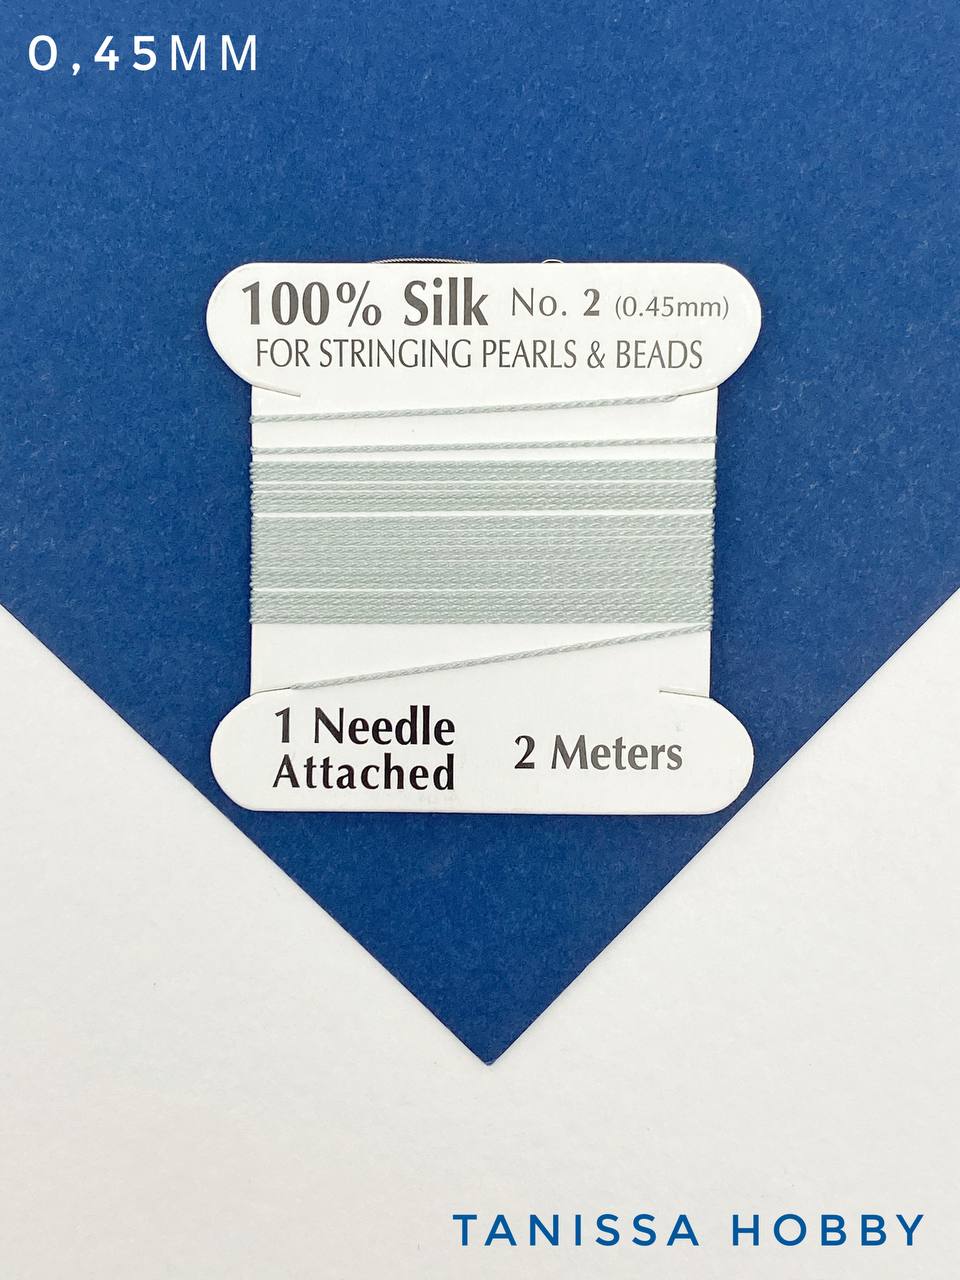 0,45MM
100% Silk No. 2 (0.45mm)
FOR STRINGING PEARLS & BEADS
1 Needle
Attached
2 Meters
TANISSA HOBBY